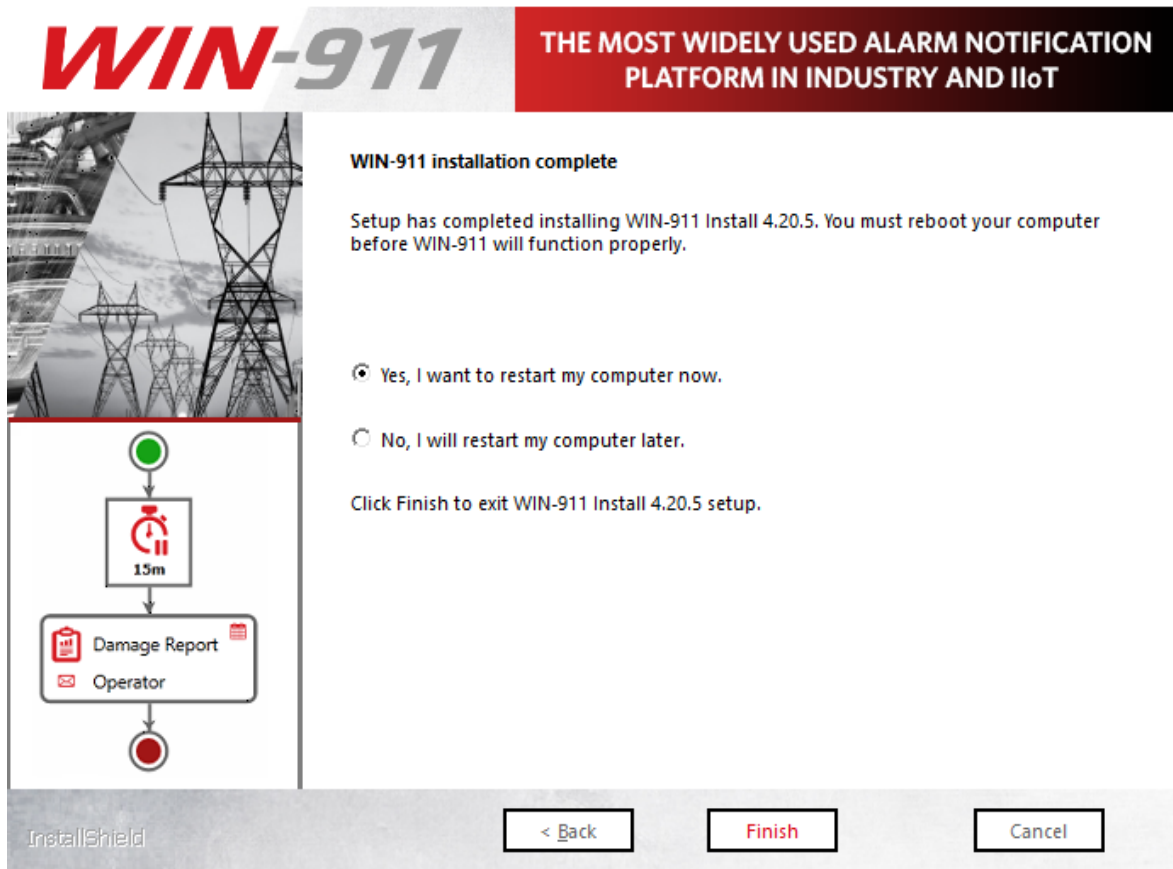 WIN-911
THE MOST WIDELY USED ALARM NOTIFICATION
PLATFORM IN INDUSTRY AND IIoT
WIN-911 installation complete
Setup has completed installing WIN-911 Install 4.20.5. You must reboot your computer
before WIN-911 will function properly.
Yes, I want to restart my computer now.
No, I will restart my computer later.
Click Finish to exit WIN-911 Install 4.20.5 setup.
15m
Damage Report
Operator
InstallShield
< Back
Finish
Cancel